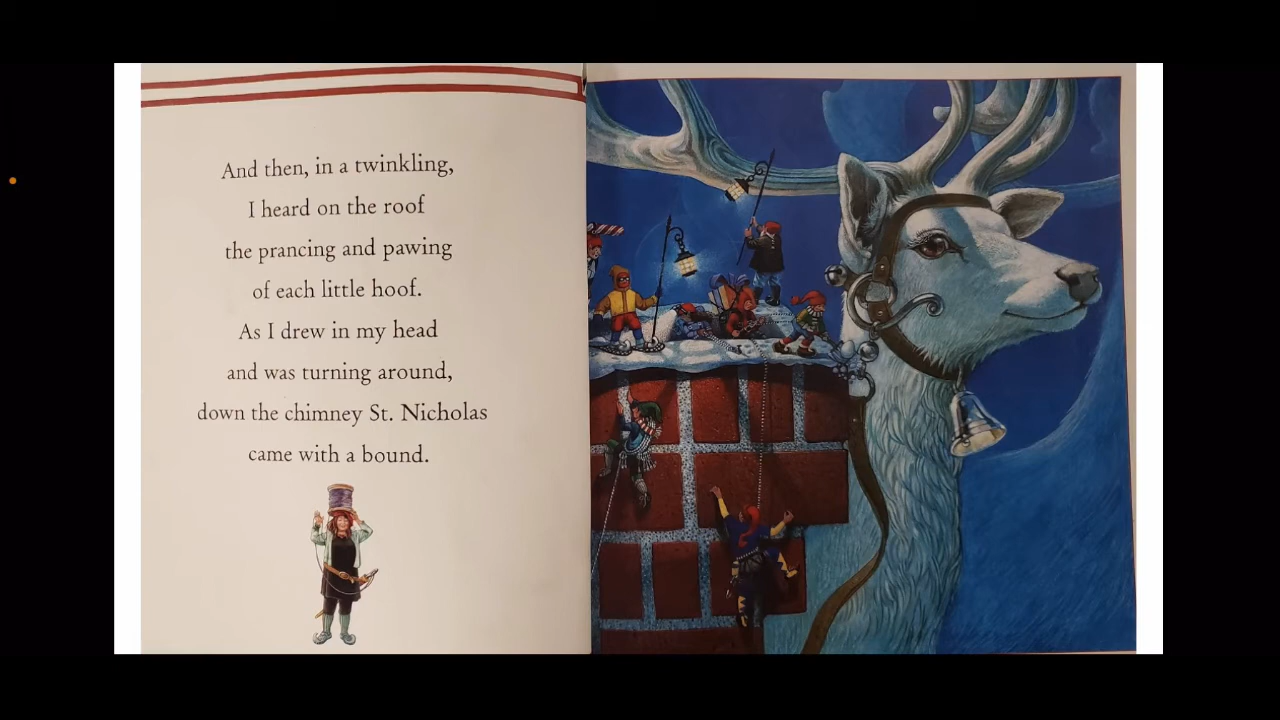 And then, in a twinkling,
I heard on the roof
the prancing and pawing
of each little hoof.
As I drew in my head
and was turning around,
down the chimney St. Nicholas
came with a bound.